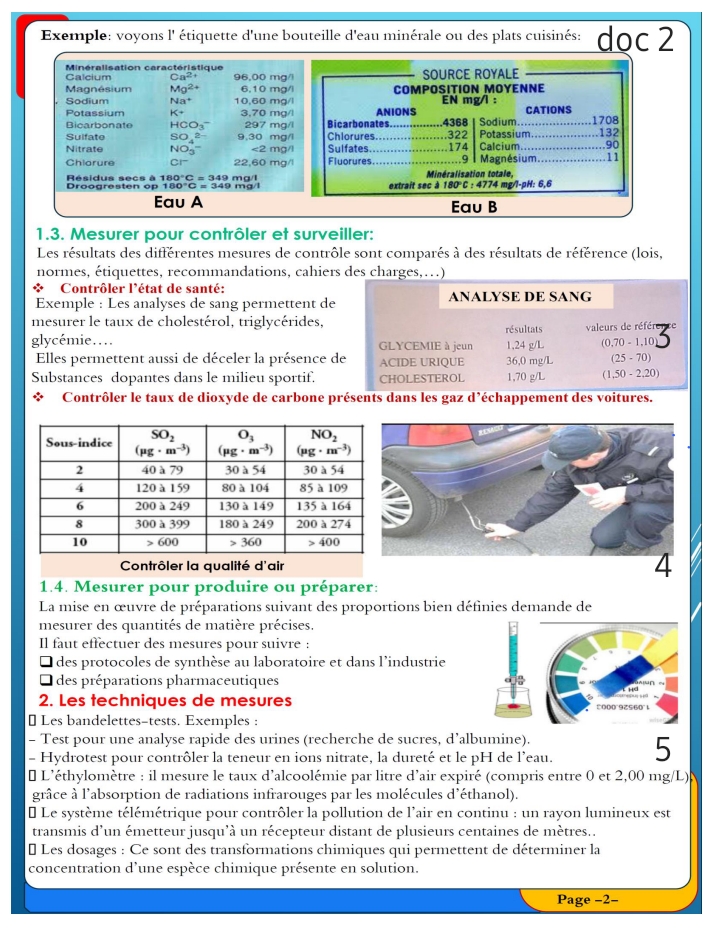 Exemple: voyons l' étiquette d'une bouteille d'eau minérale ou des plats cuisinés:
doc 2
Minéralisation caractéristique
Calcium Ca2+ 96,00 mg/l
Magnésium Mg2+ 6,10 mg/l
Sodium Na+ 10,60 mg/l
Potassium K+ 3,70 mg/l
Bicarbonate HCO3- 297 mg/l
Sulfate SO4 2- 9,30 mg/l
Nitrate NO3- <2 mg/l
Chlorure Cl- 22,60 mg/l
Résidus secs à 180°C = 349 mg/l
Droogresten op 180°C = 349 mg/l
Eau A
SOURCE ROYALE
COMPOSITION MOYENNE
EN mg/l :
ANIONS CATIONS
Bicarbonates..............4368 Sodium......................1708
Chlorures....................322 Potassium...................132
Sulfates......................174 Calcium.......................90
Fluorures.......................9 Magnésium..................11
Minéralisation totale,
extrait sec à 180°C : 4774 mg/l-pH: 6,6
Eau B
1.3. Mesurer pour contrôler et surveiller:
Les résultats des différentes mesures de contrôle sont comparés à des résultats de référence (lois,
normes, étiquettes, recommandations, cahiers des charges,…)
❖ Contrôler l'état de santé:
Exemple : Les analyses de sang permettent de
mesurer le taux de cholestérol, triglycérides,
glycémie….
Elles permettent aussi de déceler la présence de
Substances dopantes dans le milieu sportif.
ANALYSE DE SANG
résultats valeurs de référence
GLYCEMIE à jeun 1,24 g/L (0,70 - 1,10)
ACIDE URIQUE 36,0 mg/L (25 - 70)
CHOLESTEROL 1,70 g/L (1,50 - 2,20)
3
❖ Contrôler le taux de dioxyde de carbone présents dans les gaz d'échappement des voitures.
Sous-indice SO2 (µg · m−3) O3 (µg · m−3) NO2 (µg · m−3)
2 40 à 79 30 à 54 30 à 54
4 120 à 159 80 à 104 85 à 109
6 200 à 249 130 à 149 135 à 164
8 300 à 399 180 à 249 200 à 274
10 > 600 > 360 > 400
Contrôler la qualité d'air
4
1.4. Mesurer pour produire ou préparer:
La mise en œuvre de préparations suivant des proportions bien définies demande de
mesurer des quantités de matière précises.
Il faut effectuer des mesures pour suivre :
❑ des protocoles de synthèse au laboratoire et dans l'industrie
❑ des préparations pharmaceutiques
2. Les techniques de mesures
▯ Les bandelettes-tests. Exemples :
- Test pour une analyse rapide des urines (recherche de sucres, d'albumine).
- Hydrotest pour contrôler la teneur en ions nitrate, la dureté et le pH de l'eau.
5
▯ L'éthylomètre : il mesure le taux d'alcoolémie par litre d'air expiré (compris entre 0 et 2,00 mg/L),
grâce à l'absorption de radiations infrarouges par les molécules d'éthanol).
▯ Le système télémétrique pour contrôler la pollution de l'air en continu : un rayon lumineux est
transmis d'un émetteur jusqu'à un récepteur distant de plusieurs centaines de mètres..
▯ Les dosages : Ce sont des transformations chimiques qui permettent de déterminer la
concentration d'une espèce chimique présente en solution.
Page -2-